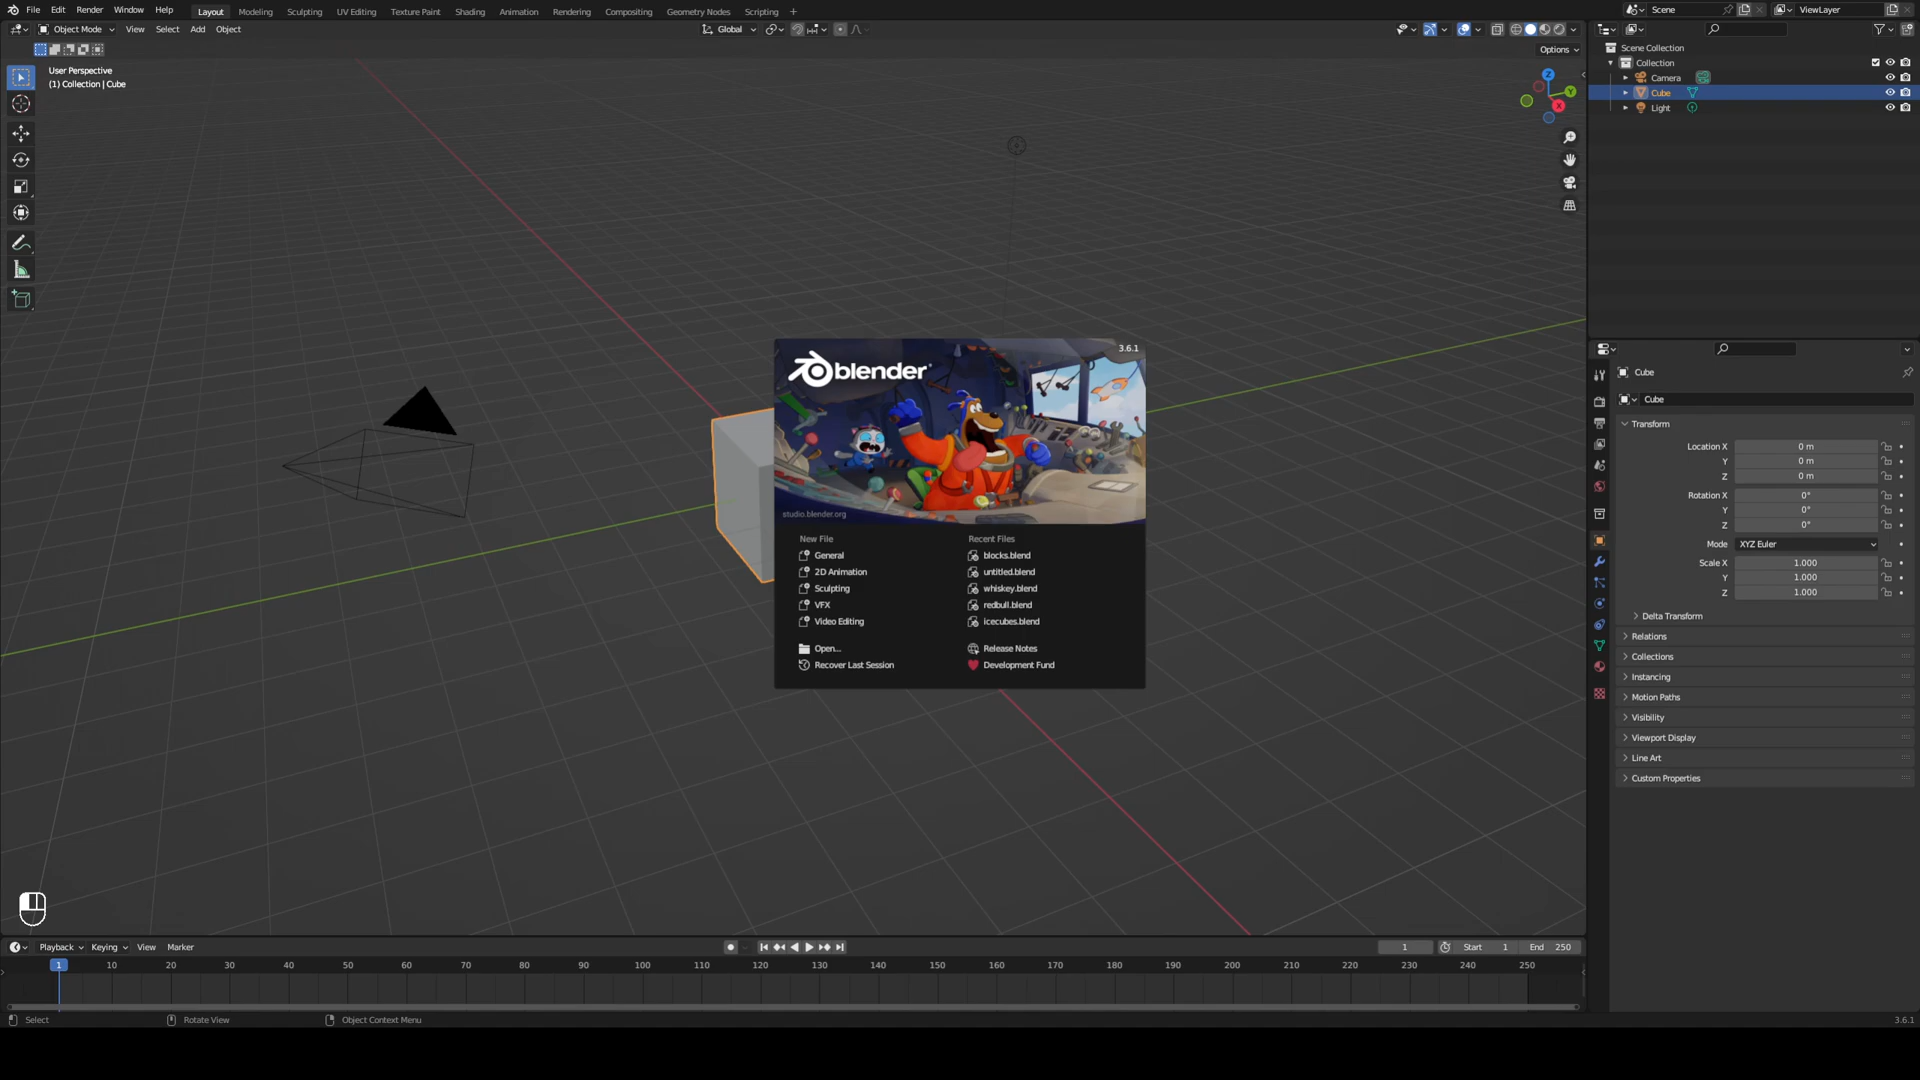 File Edit Render Window Help Layout Modeling Sculpting UV Editing Texture Paint Shading Animation Rendering Compositing Geometry Nodes Scripting + Scene ViewLayer
Object Mode View Select Add Object Global
Options
User Perspective
(1) Collection | Cube
Z
Y
X
Scene Collection
Collection
Camera
Cube
Light
blender
3.6.1
studio.blender.org
New File
General
2D Animation
Sculpting
VFX
Video Editing
Open...
Recover Last Session
Recent Files
blocks.blend
untitled.blend
whiskey.blend
redbull.blend
icecubes.blend
Release Notes
Development Fund
Cube
Cube
Transform
Location X 0 m
Y 0 m
Z 0 m
Rotation X 0°
Y 0°
Z 0°
Mode XYZ Euler
Scale X 1.000
Y 1.000
Z 1.000
Delta Transform
Relations
Collections
Instancing
Motion Paths
Visibility
Viewport Display
Line Art
Custom Properties
Playback Keying View Marker 1 Start 1 End 250
1 10 20 30 40 50 60 70 80 90 100 110 120 130 140 150 160 170 180 190 200 210 220 230 240 250
Select Rotate View Object Context Menu 3.6.1